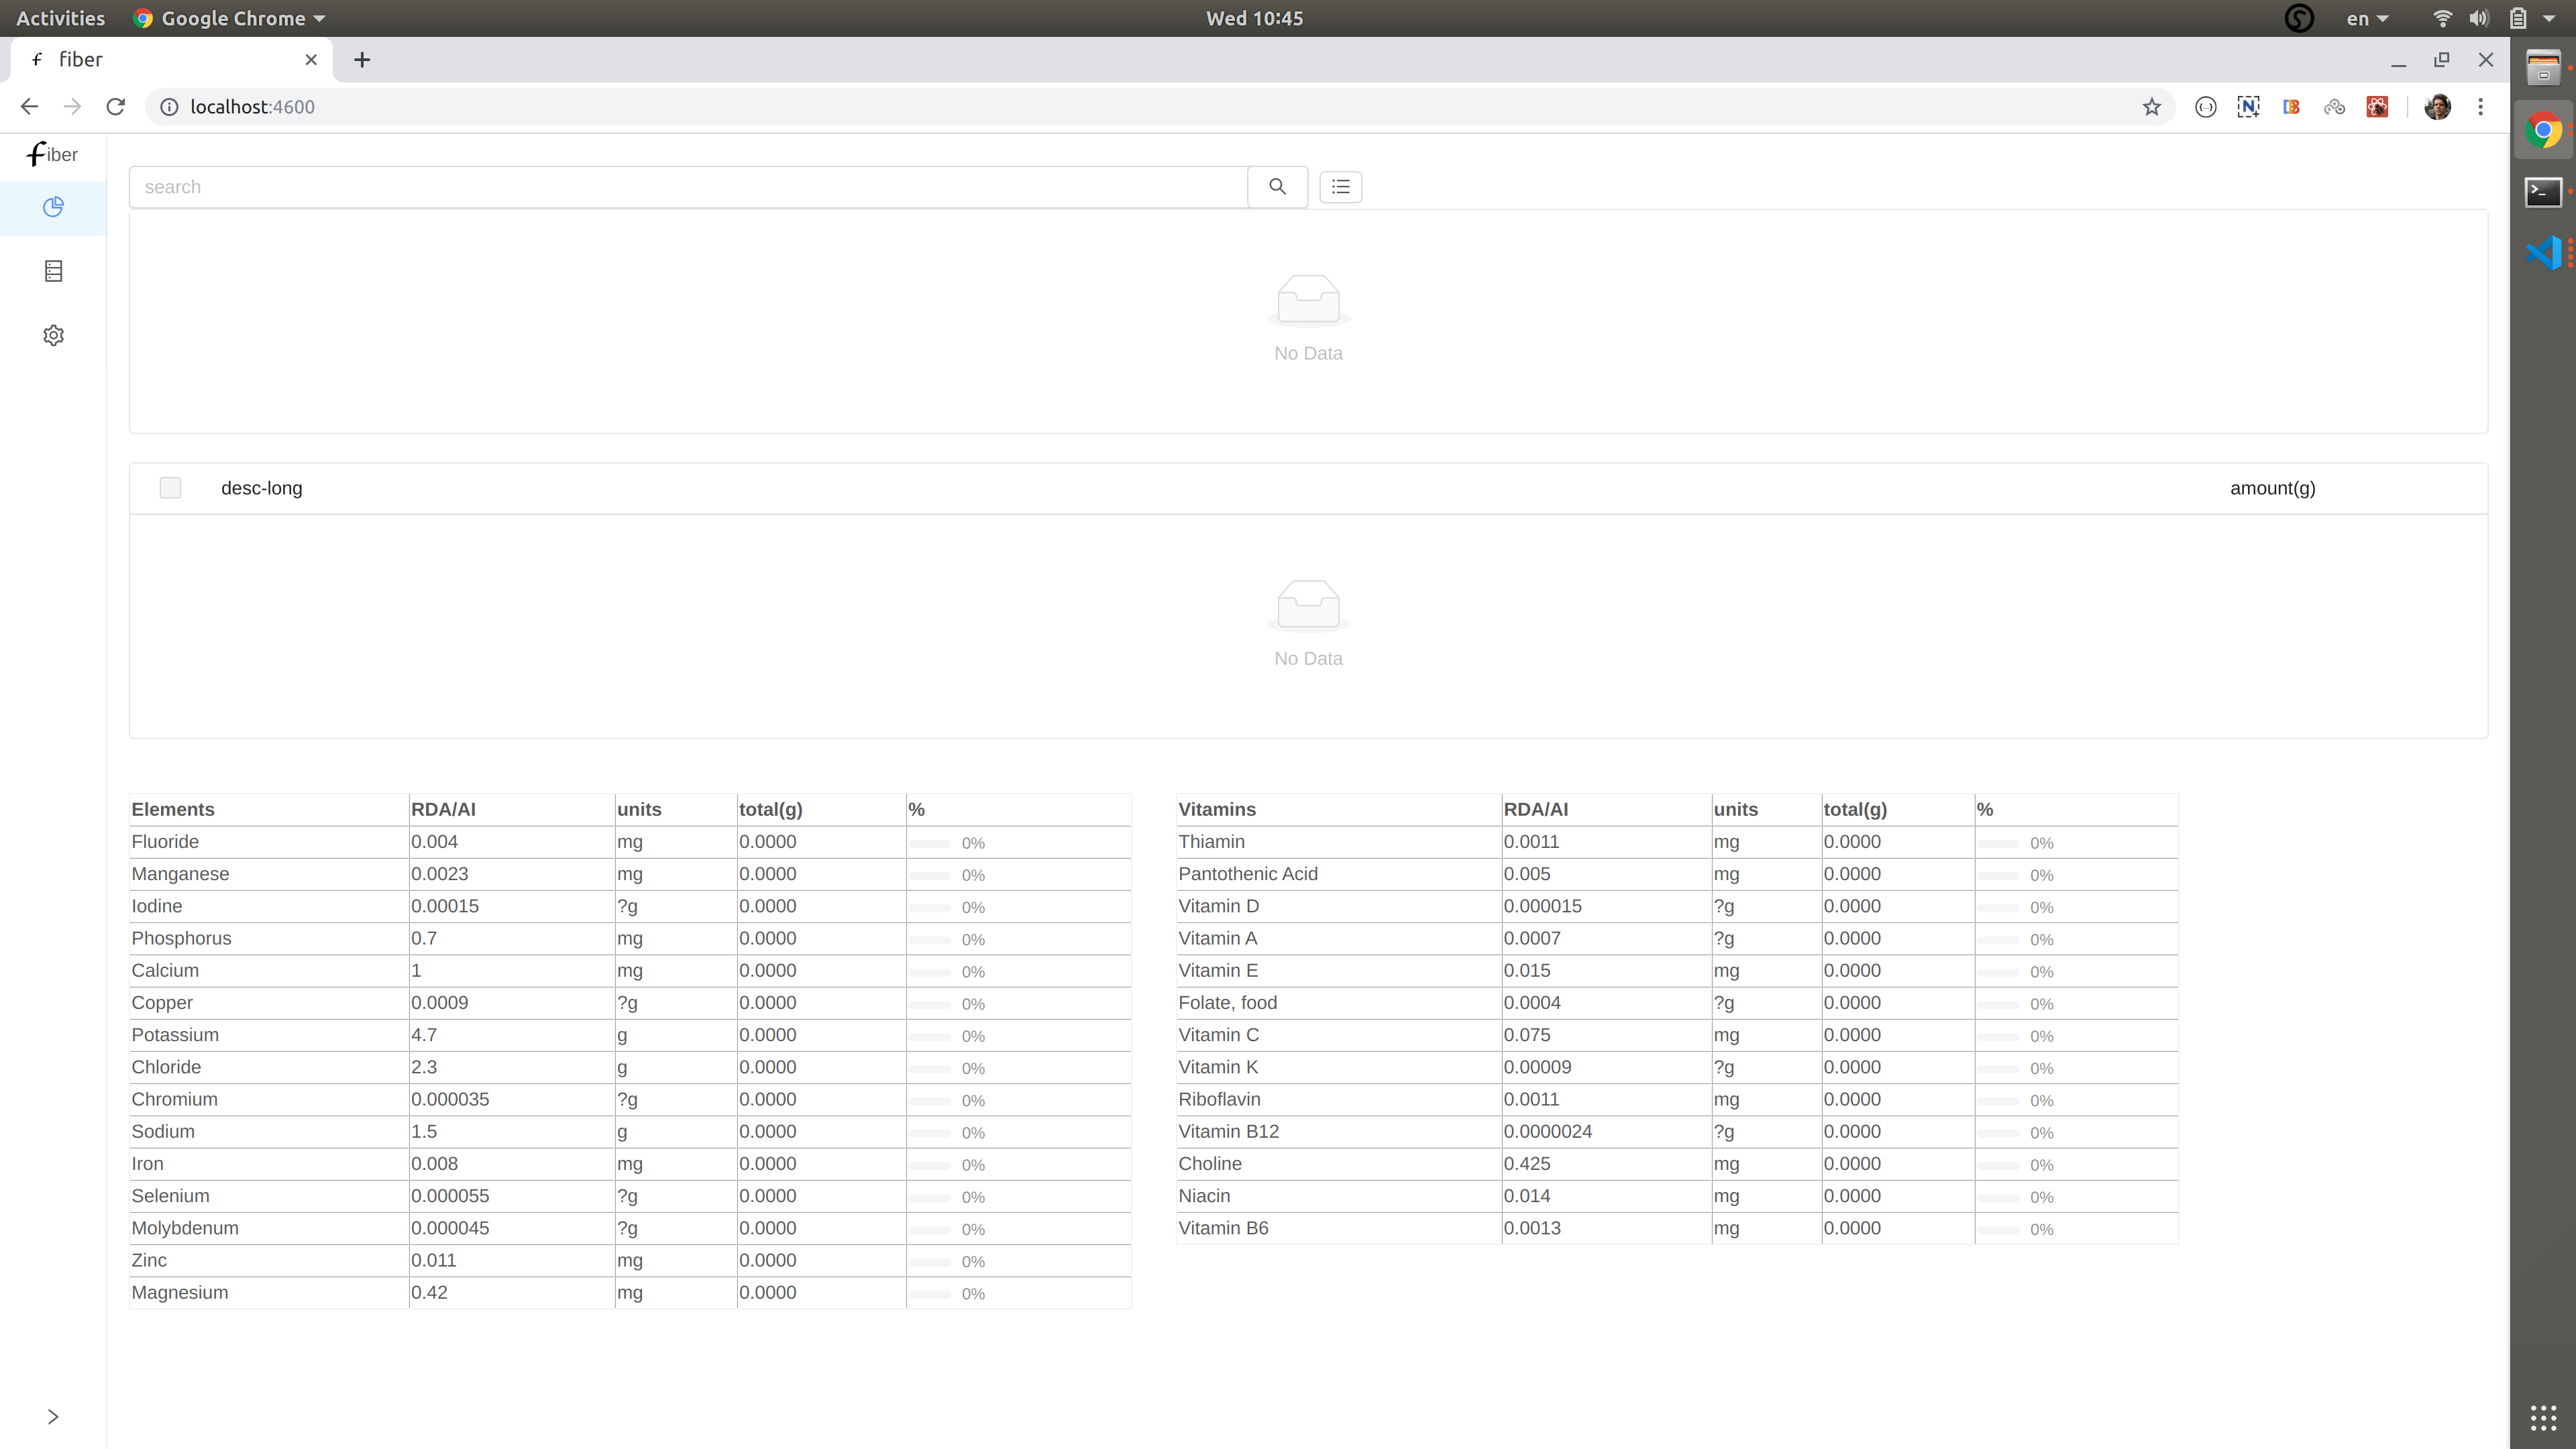 Activities Google Chrome Wed 10:45 en
fiber
localhost:4600
fiber
search
No Data
desc-long amount(g)
No Data
Elements RDA/AI units total(g) %
Fluoride 0.004 mg 0.0000 0%
Manganese 0.0023 mg 0.0000 0%
Iodine 0.00015 ?g 0.0000 0%
Phosphorus 0.7 mg 0.0000 0%
Calcium 1 mg 0.0000 0%
Copper 0.0009 ?g 0.0000 0%
Potassium 4.7 g 0.0000 0%
Chloride 2.3 g 0.0000 0%
Chromium 0.000035 ?g 0.0000 0%
Sodium 1.5 g 0.0000 0%
Iron 0.008 mg 0.0000 0%
Selenium 0.000055 ?g 0.0000 0%
Molybdenum 0.000045 ?g 0.0000 0%
Zinc 0.011 mg 0.0000 0%
Magnesium 0.42 mg 0.0000 0%
Vitamins RDA/AI units total(g) %
Thiamin 0.0011 mg 0.0000 0%
Pantothenic Acid 0.005 mg 0.0000 0%
Vitamin D 0.000015 ?g 0.0000 0%
Vitamin A 0.0007 ?g 0.0000 0%
Vitamin E 0.015 mg 0.0000 0%
Folate, food 0.0004 ?g 0.0000 0%
Vitamin C 0.075 mg 0.0000 0%
Vitamin K 0.00009 ?g 0.0000 0%
Riboflavin 0.0011 mg 0.0000 0%
Vitamin B12 0.0000024 ?g 0.0000 0%
Choline 0.425 mg 0.0000 0%
Niacin 0.014 mg 0.0000 0%
Vitamin B6 0.0013 mg 0.0000 0%